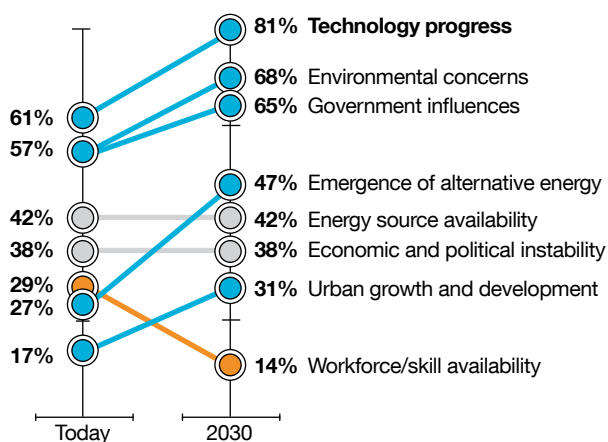 81% Technology progress
68% Environmental concerns
65% Government influences
61%
57%
47% Emergence of alternative energy
42% 42% Energy source availability
38% 38% Economic and political instability
29%
31% Urban growth and development
27%
17%
14% Workforce/skill availability
Today 2030